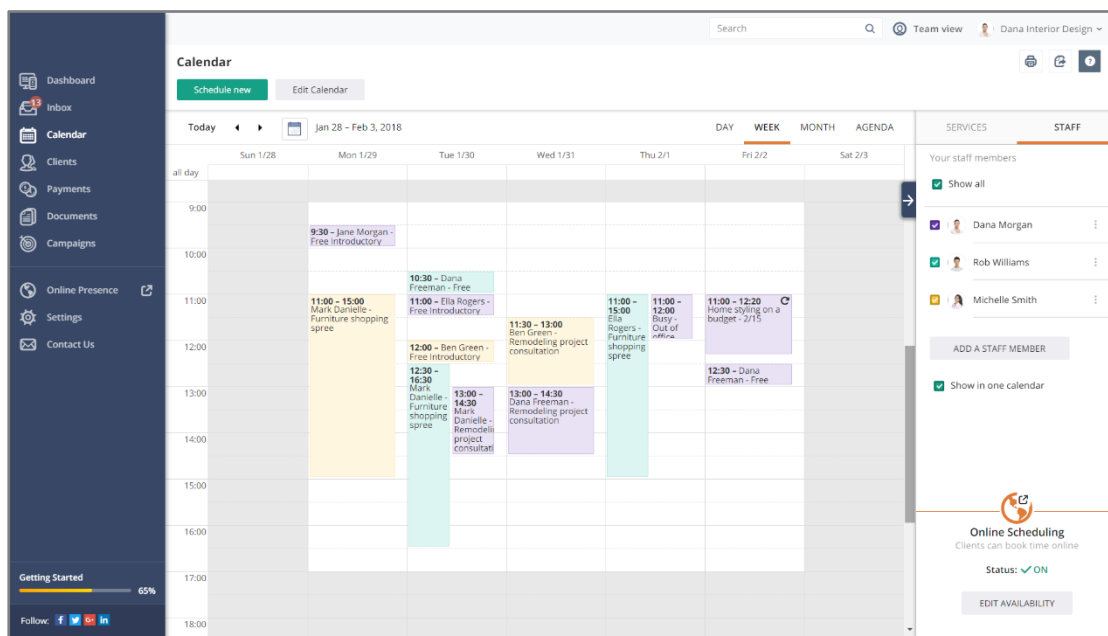 Search
Team view
Dana Interior Design
Dashboard
13
Inbox
Calendar
Clients
Payments
Documents
Campaigns
Online Presence
Settings
Contact Us
Getting Started
65%
Follow:
Calendar
Schedule new
Edit Calendar
Today
Jan 28 – Feb 3, 2018
DAY
WEEK
MONTH
AGENDA
Sun 1/28
Mon 1/29
Tue 1/30
Wed 1/31
Thu 2/1
Fri 2/2
Sat 2/3
all day
9:00
10:00
11:00
12:00
13:00
14:00
15:00
16:00
17:00
18:00
9:30 – Jane Morgan -
Free Introductory
11:00 – 15:00
Mark Danielle -
Furniture shopping
spree
10:30 – Dana
Freeman - Free
11:00 – Ella Rogers -
Free Introductory
12:00 – Ben Green -
Free Introductory
12:30 –
16:30
Mark
Danielle -
Furniture
shopping
spree
13:00 –
14:30
Mark
Danielle -
Remodeli
project
consultati
11:30 – 13:00
Ben Green -
Remodeling project
consultation
13:00 – 14:30
Dana Freeman -
Remodeling project
consultation
11:00 –
15:00
Ella
Rogers -
Furniture
shopping
spree
11:00 –
12:00
Busy -
Out of
office
11:00 – 12:20
Home styling on a
budget - 2/15
12:30 – Dana
Freeman - Free
SERVICES
STAFF
Your staff members
Show all
Dana Morgan
Rob Williams
Michelle Smith
ADD A STAFF MEMBER
Show in one calendar
Online Scheduling
Clients can book time online
Status: ✓ ON
EDIT AVAILABILITY